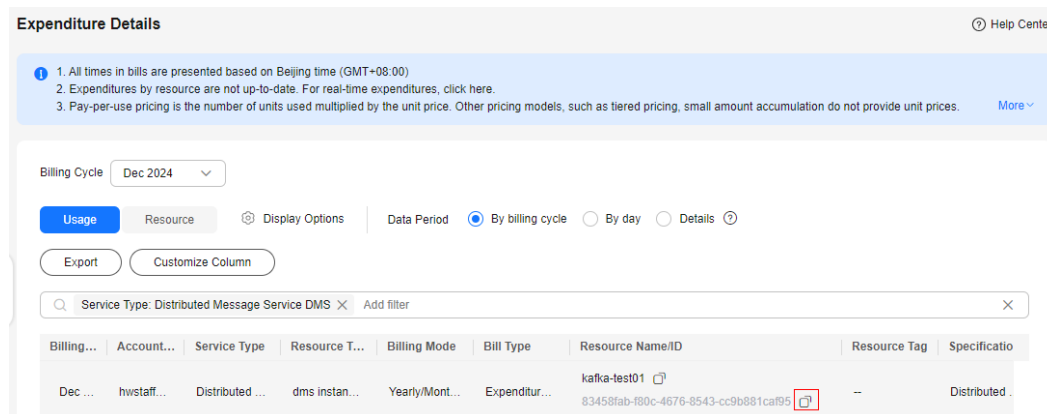 Expenditure Details
Help Cente
1. All times in bills are presented based on Beijing time (GMT+08:00)
2. Expenditures by resource are not up-to-date. For real-time expenditures, click here.
3. Pay-per-use pricing is the number of units used multiplied by the unit price. Other pricing models, such as tiered pricing, small amount accumulation do not provide unit prices. More
Billing Cycle Dec 2024
Usage Resource Display Options Data Period By billing cycle By day Details
Export Customize Column
Service Type: Distributed Message Service DMS Add filter
Billing... Account... Service Type Resource T... Billing Mode Bill Type Resource Name/ID Resource Tag Specificatio
kafka-test01
Dec ... hwstaff... Distributed ... dms instan... Yearly/Mont... Expenditur... -- Distributed .
83458fab-f80c-4676-8543-cc9b881caf95